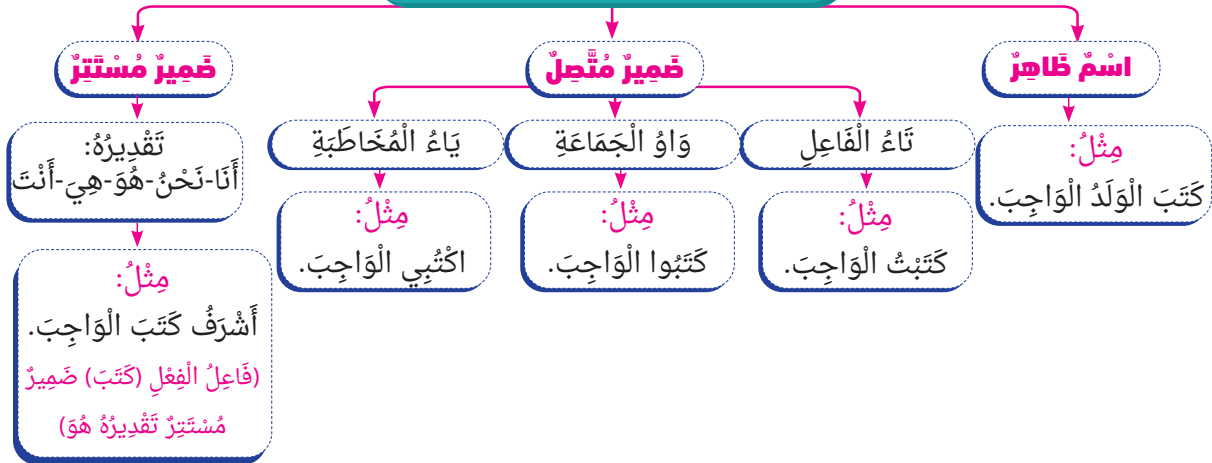 اسْمٌ ظَاهِرٌ
ضَمِيرٌ مُتَّصِلٌ
ضَمِيرٌ مُسْتَتِرٌ
مِثْلُ:
كَتَبَ الْوَلَدُ الْوَاجِبَ.
تَاءُ الْفَاعِلِ
وَاوُ الْجَمَاعَةِ
يَاءُ الْمُخَاطَبَةِ
مِثْلُ:
كَتَبْتُ الْوَاجِبَ.
مِثْلُ:
كَتَبُوا الْوَاجِبَ.
مِثْلُ:
اكْتُبِي الْوَاجِبَ.
تَقْدِيرُهُ:
أَنَا-نَحْنُ-هُوَ-هِيَ-أَنْتَ
مِثْلُ:
أَشْرَفُ كَتَبَ الْوَاجِبَ.
(فَاعِلُ الْفِعْلِ (كَتَبَ) ضَمِيرٌ
مُسْتَتِرٌ تَقْدِيرُهُ هُوَ)